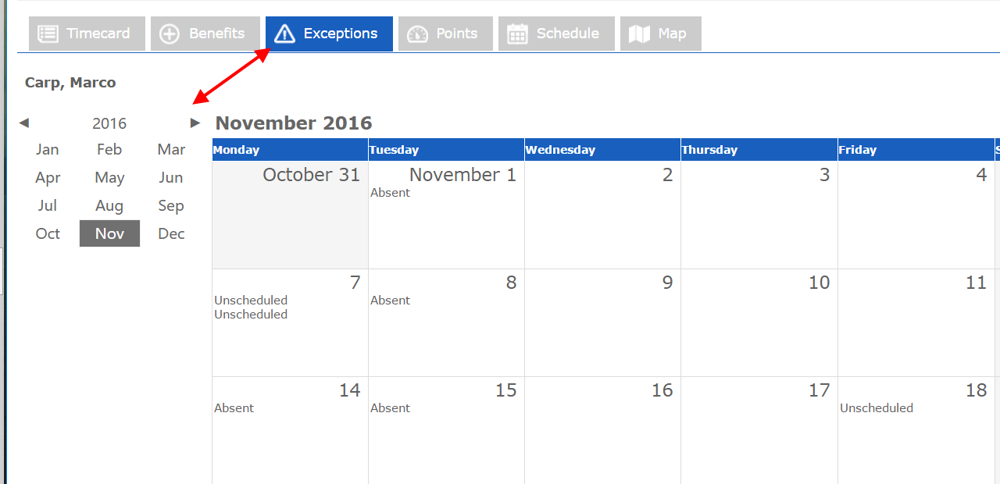 Timecard Benefits Exceptions Points Schedule Map
Carp, Marco
2016
Jan Feb Mar
Apr May Jun
Jul Aug Sep
Oct Nov Dec
November 2016
Monday Tuesday Wednesday Thursday Friday S
October 31 November 1 2 3 4
Absent
7 8 9 10 11
Unscheduled Absent
Unscheduled
14 15 16 17 18
Absent Absent Unscheduled